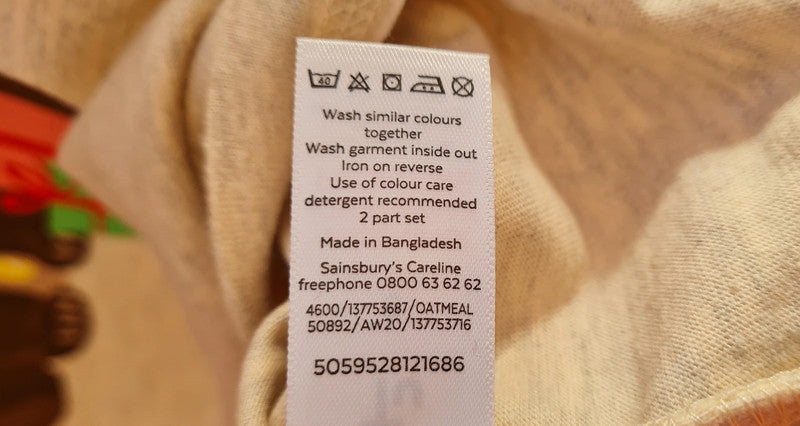 40
Wash similar colours
together
Wash garment inside out
Iron on reverse
Use of colour care
detergent recommended
2 part set
Made in Bangladesh
Sainsbury's Careline
freephone 0800 63 62 62
4600/137753687/OATMEAL
50892/AW20/137753716
5059528121686